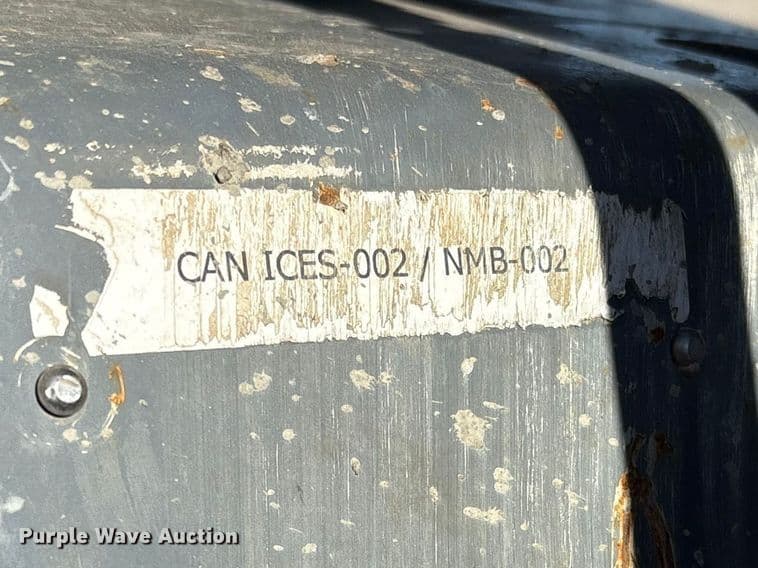 CAN ICES-002 / NMB-002
Purple Wave Auction